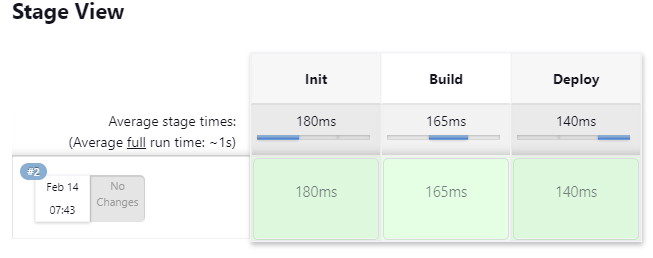 Stage View
Init Build Deploy
Average stage times: 180ms 165ms 140ms
(Average full run time: ~1s)
#2
Feb 14 No
Changes
07:43
180ms 165ms 140ms